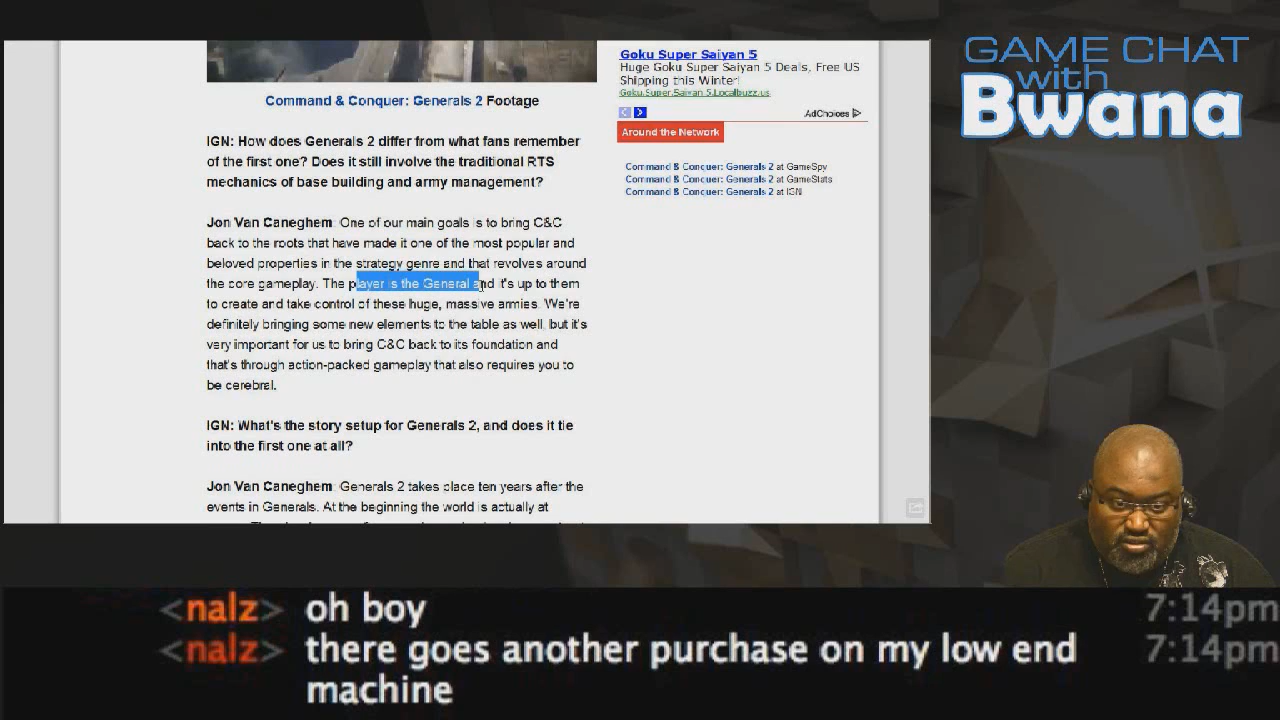 GAME CHAT
with
Bwana
Goku Super Saiyan 5
Huge Goku Super Saiyan 5 Deals, Free US
Shipping this Winter!
Goku.Super.Saiyan 5.Localbuzz.us
AdChoices
Around the Network
Command & Conquer: Generals 2 at GameSpy
Command & Conquer: Generals 2 at GameStats
Command & Conquer: Generals 2 at IGN
Command & Conquer: Generals 2 Footage
IGN: How does Generals 2 differ from what fans remember
of the first one? Does it still involve the traditional RTS
mechanics of base building and army management?
Jon Van Caneghem: One of our main goals is to bring C&C
back to the roots that have made it one of the most popular and
beloved properties in the strategy genre and that revolves around
the core gameplay. The player is the General and it's up to them
to create and take control of these huge, massive armies. We're
definitely bringing some new elements to the table as well, but it's
very important for us to bring C&C back to its foundation and
that's through action-packed gameplay that also requires you to
be cerebral.
IGN: What's the story setup for Generals 2, and does it tie
into the first one at all?
Jon Van Caneghem: Generals 2 takes place ten years after the
events in Generals. At the beginning the world is actually at
<nalz> oh boy 7:14pm
<nalz> there goes another purchase on my low end 7:14pm
machine